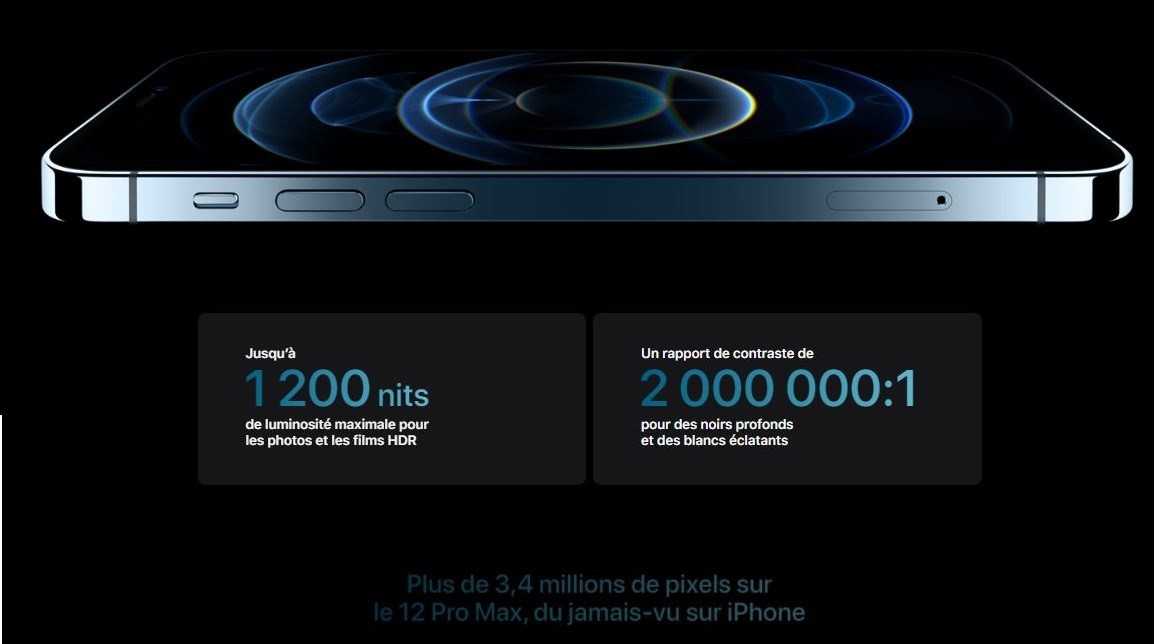 Jusqu’à
1 200 nits
de luminosité maximale pour
les photos et les films HDR
Un rapport de contraste de
2 000 000:1
pour des noirs profonds
et des blancs éclatants
Plus de 3,4 millions de pixels sur
le 12 Pro Max, du jamais-vu sur iPhone